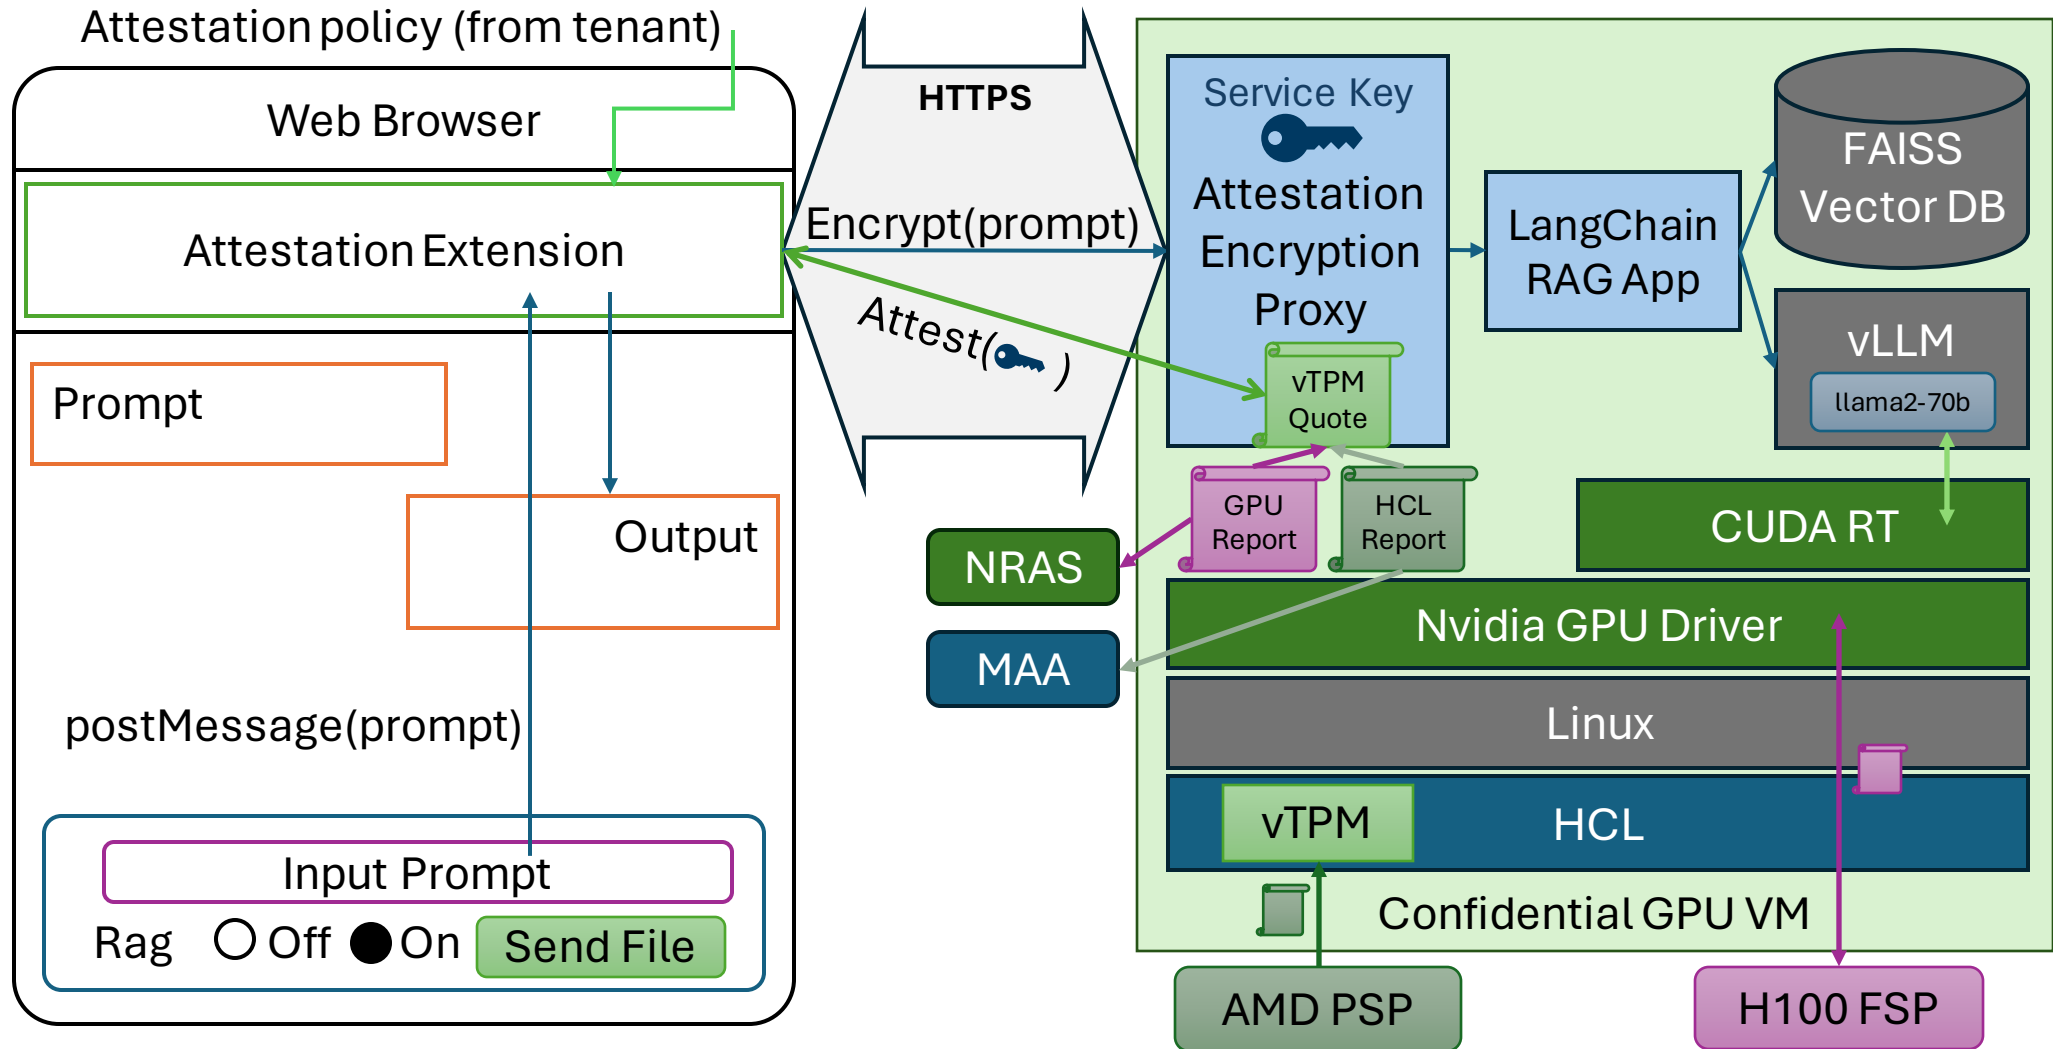 Attestation policy (from tenant)
Web Browser
Attestation Extension
Prompt
Output
postMessage(prompt)
Input Prompt
Rag Off On Send File
HTTPS
Encrypt(prompt)
Attest( )
NRAS
MAA
Service Key
Attestation
Encryption
Proxy
vTPM
Quote
GPU
Report
HCL
Report
LangChain
RAG App
FAISS
Vector DB
vLLM
llama2-70b
CUDA RT
Nvidia GPU Driver
Linux
vTPM
HCL
Confidential GPU VM
AMD PSP
H100 FSP